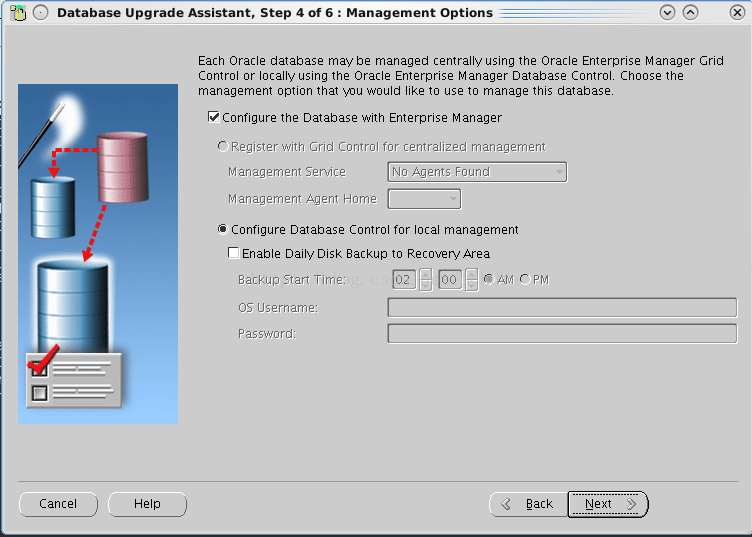 Database Upgrade Assistant, Step 4 of 6 : Management Options
Each Oracle database may be managed centrally using the Oracle Enterprise Manager Grid
Control or locally using the Oracle Enterprise Manager Database Control. Choose the
management option that you would like to use to manage this database.
Configure the Database with Enterprise Manager
Register with Grid Control for centralized management
Management Service No Agents Found
Management Agent Home
Configure Database Control for local management
Enable Daily Disk Backup to Recovery Area
Backup Start Time: 02 00 AM PM
OS Username:
Password:
Cancel Help Back Next